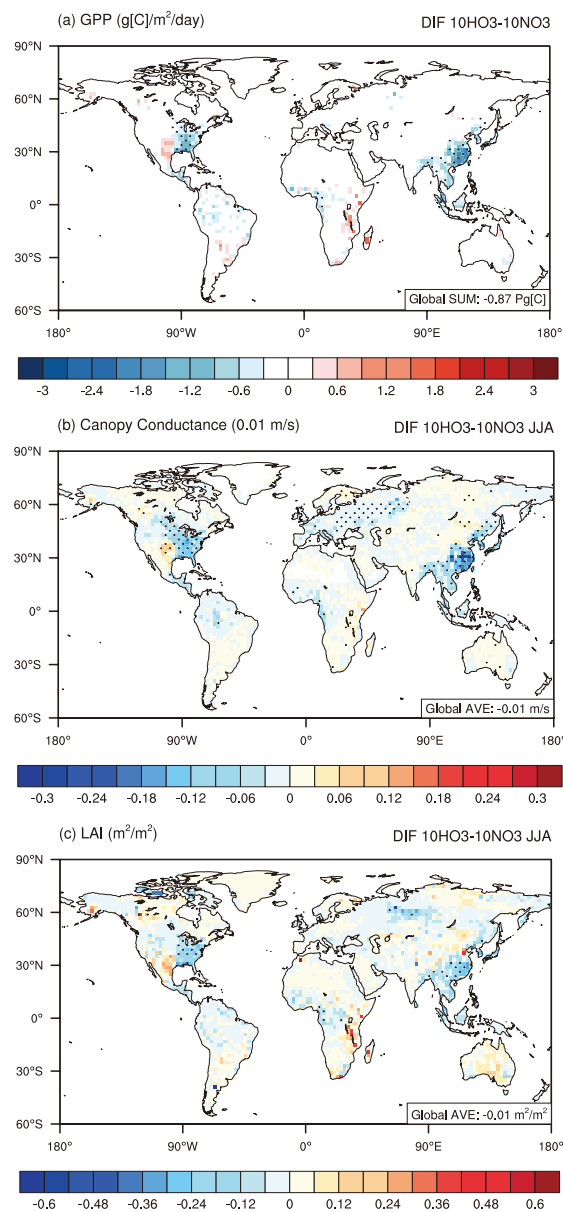 (a) GPP (g[C]/m²/day) DIF 10HO3-10NO3
90°N
60°N
30°N
0°
30°S
60°S
Global SUM: -0.87 Pg[C]
180° 90°W 0° 90°E 180°
-3 -2.4 -1.8 -1.2 -0.6 0 0.6 1.2 1.8 2.4 3
(b) Canopy Conductance (0.01 m/s) DIF 10HO3-10NO3 JJA
90°N
60°N
30°N
0°
30°S
60°S
Global AVE: -0.01 m/s
180° 90°W 0° 90°E 180°
-0.3 -0.24 -0.18 -0.12 -0.06 0 0.06 0.12 0.18 0.24 0.3
(c) LAI (m²/m²) DIF 10HO3-10NO3 JJA
90°N
60°N
30°N
0°
30°S
60°S
Global AVE: -0.01 m²/m²
180° 90°W 0° 90°E 180°
-0.6 -0.48 -0.36 -0.24 -0.12 0 0.12 0.24 0.36 0.48 0.6